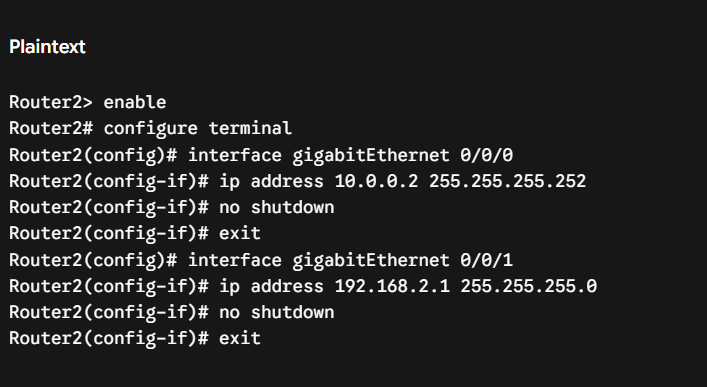 Plaintext
Router2> enable
Router2# configure terminal
Router2(config)# interface gigabitEthernet 0/0/0
Router2(config-if)# ip address 10.0.0.2 255.255.255.252
Router2(config-if)# no shutdown
Router2(config-if)# exit
Router2(config)# interface gigabitEthernet 0/0/1
Router2(config-if)# ip address 192.168.2.1 255.255.255.0
Router2(config-if)# no shutdown
Router2(config-if)# exit